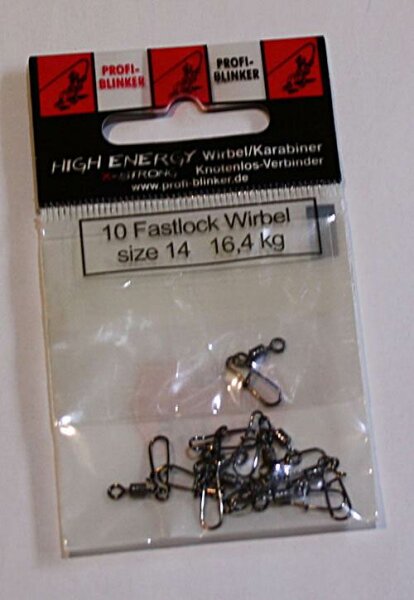 PROFI-
BLINKER
PROFI-
BLINKER
HIGH ENERGY
X-STRONG
Wirbel/Karabiner
Knotenlos-Verbinder
www.profi-blinker.de
10 Fastlock Wirbel
size 14 16,4 kg